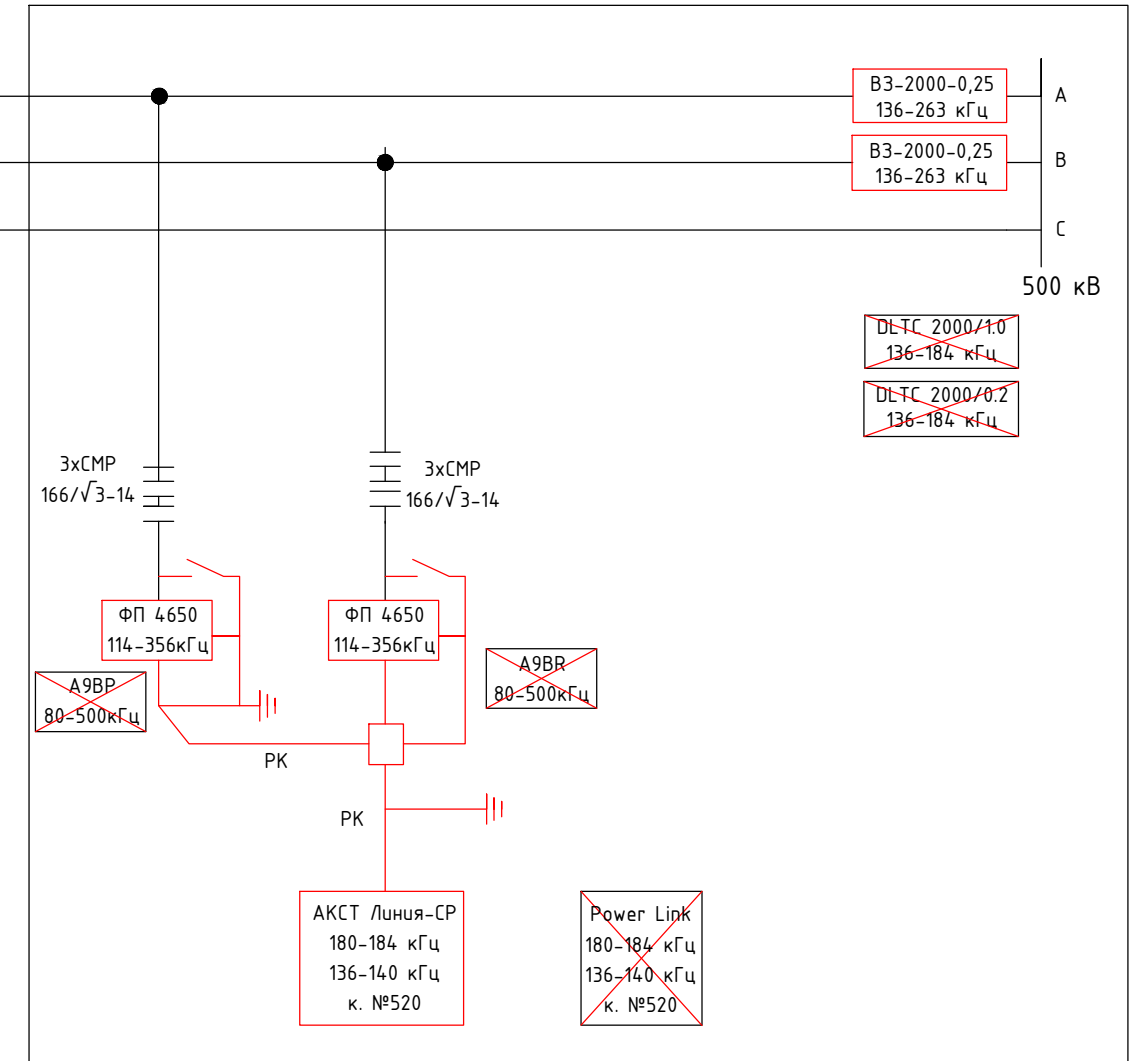 ВЗ-2000-0,25
136-263 кГц
A
ВЗ-2000-0,25
136-263 кГц
B
C
500 кВ
DLTC 2000/1.0
136-184 кГц
DLTC 2000/0.2
136-184 кГц
3хСМР
166/√3-14
3хСМР
166/√3-14
ФП 4650
114-356кГц
ФП 4650
114-356кГц
A9BP
80-500кГц
A9BR
80-500кГц
РК
РК
АКСТ Линия-СР
180-184 кГц
136-140 кГц
к. №520
Power Link
180-184 кГц
136-140 кГц
к. №520